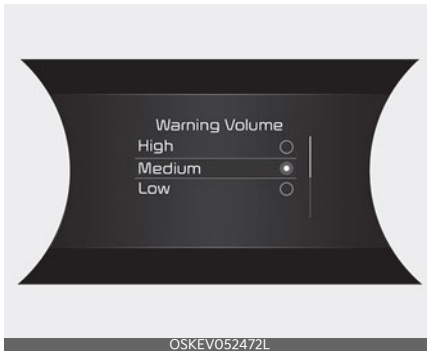 Warning Volume
High
Medium
Low
OSKEV052472L